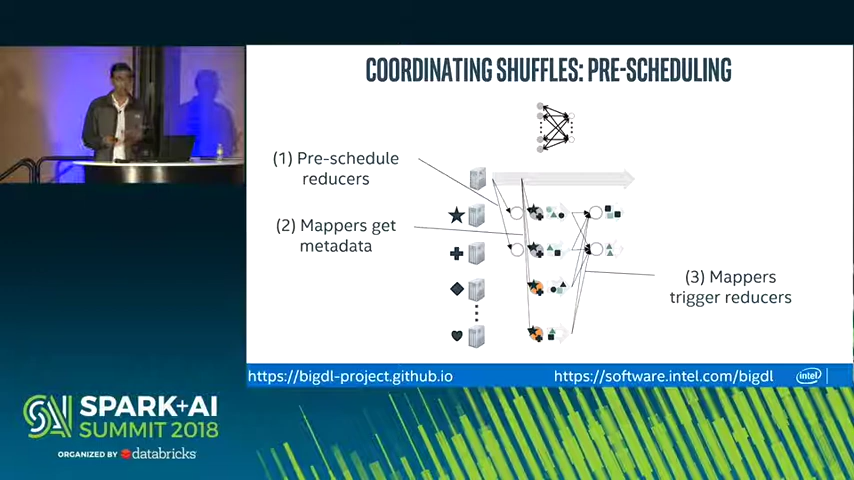 COORDINATING SHUFFLES: PRE-SCHEDULING
(1) Pre-schedule
reducers
(2) Mappers get
metadata
(3) Mappers
trigger reducers
https://bigdl-project.github.io
https://software.intel.com/bigdl
intel
SPARK+AI
SUMMIT 2018
ORGANIZED BY databricks